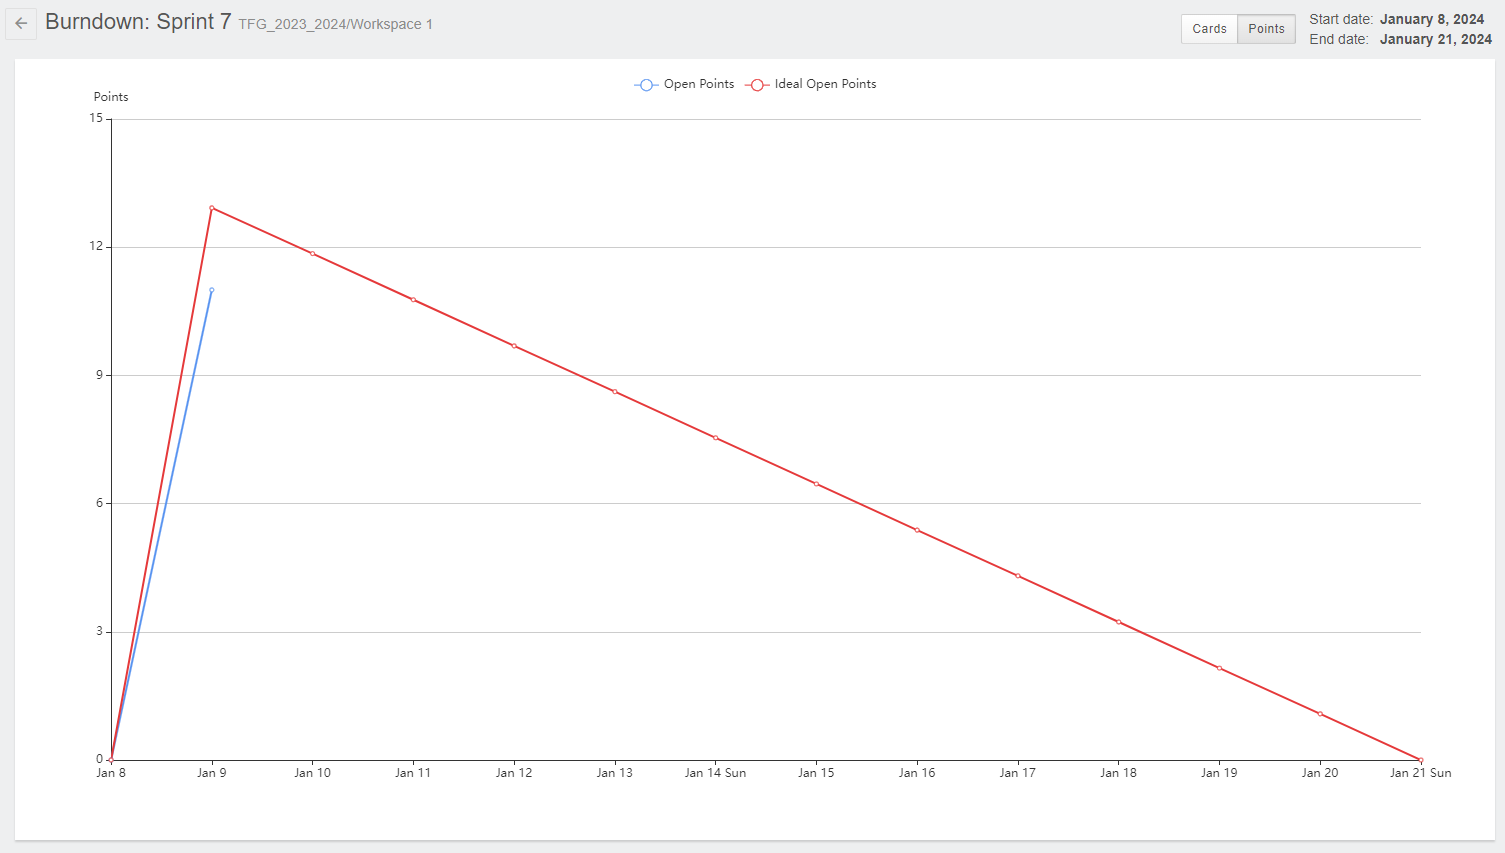 Burndown: Sprint 7 TFG_2023_2024/Workspace 1
Cards Points
Start date: January 8, 2024
End date: January 21, 2024
Open Points Ideal Open Points
Points
15
12
9
6
3
0
Jan 8 Jan 9 Jan 10 Jan 11 Jan 12 Jan 13 Jan 14 Sun Jan 15 Jan 16 Jan 17 Jan 18 Jan 19 Jan 20 Jan 21 Sun